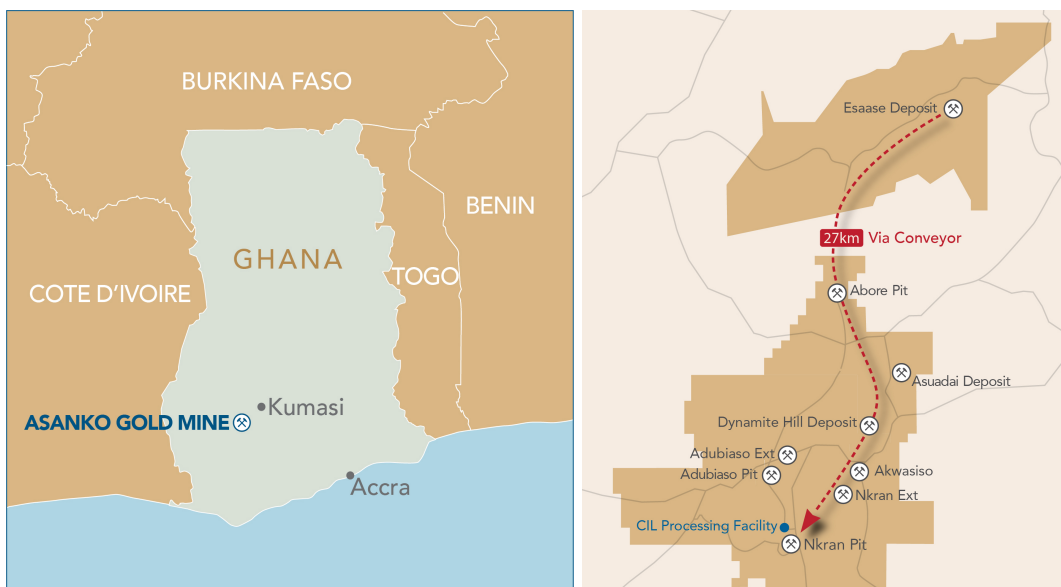 BURKINA FASO
BENIN
GHANA
TOGO
COTE D'IVOIRE
Kumasi
ASANKO GOLD MINE
Accra
Esaase Deposit
27km Via Conveyor
Abore Pit
Asuadai Deposit
Dynamite Hill Deposit
Adubiaso Ext
Adubiaso Pit
Akwasiso
Nkran Ext
CIL Processing Facility
Nkran Pit